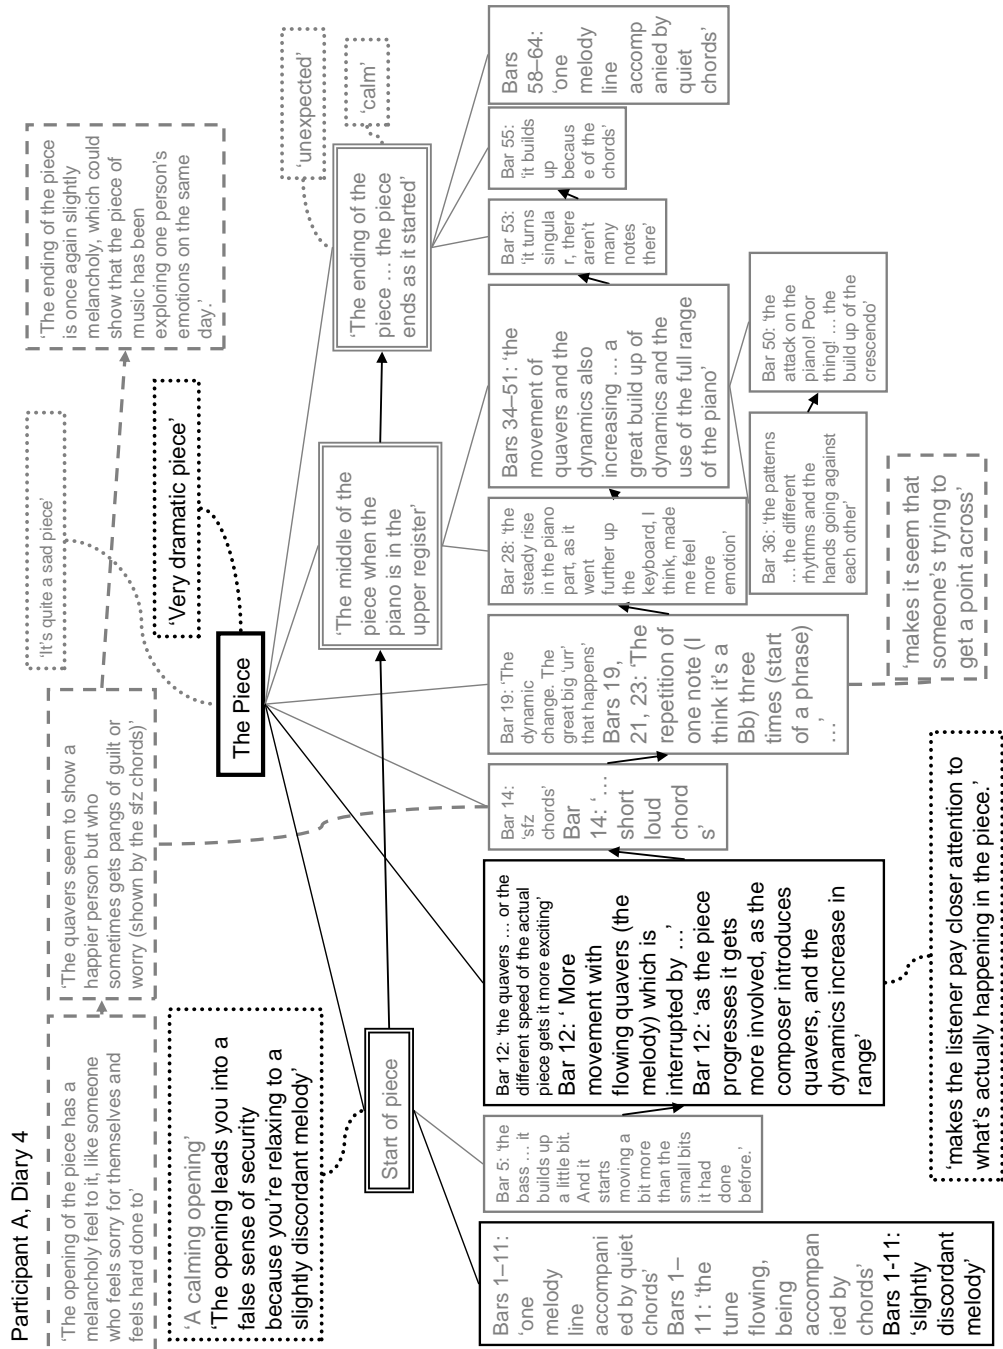 Participant A, Diary 4
‘The opening of the piece has a
melancholy feel to it, like someone
who feels sorry for themselves and
feels hard done to’
‘The quavers seem to show a
happier person but who
sometimes gets pangs of guilt or
worry (shown by the sfz chords)
‘It’s quite a sad piece’
‘The ending of the piece
is once again slightly
melancholy, which could
show that the piece of
music has been
exploring one person’s
emotions on the same
day.’
‘A calming opening’
‘The opening leads you into a
false sense of security
because you’re relaxing to a
slightly discordant melody’
The Piece
‘Very dramatic piece’
‘unexpected’
‘calm’
Start of piece
‘The middle of the
piece when the
piano is in the
upper register’
‘The ending of the
piece … the piece
ends as it started’
Bars 1–11:
‘one
melody
line
accompani
ed by quiet
chords’
Bars 1–
11: ‘the
tune
flowing,
being
accompan
ied by
chords’
Bars 1-11:
‘slightly
discordant
melody’
Bar 5: ‘the
bass … it
builds up
a little bit.
And it
starts
moving a
bit more
than the
small bits
it had
done
before.’
Bar 12: ‘the quavers … or the
different speed of the actual
piece gets it more exciting’
Bar 12: ‘ More
movement with
flowing quavers (the
melody) which is
interrupted by …’
Bar 12: ‘as the piece
progresses it gets
more involved, as the
composer introduces
quavers, and the
dynamics increase in
range’
Bar 14:
‘sfz
chords’
Bar
14: ‘…
short
loud
chord
s’
Bar 19: ‘The
dynamic
change. The
great big ‘urr’
that happens’
Bars 19,
21, 23: ‘The
repetition of
one note (I
think it’s a
Bb) three
times (start
of a phrase)
…’
Bar 28: ‘the
steady rise
in the piano
part, as it
went
further up
the
keyboard, I
think, made
me feel
more
emotion’
Bars 34–51: ‘the
movement of
quavers and the
dynamics also
increasing … a
great build up of
dynamics and the
use of the full range
of the piano’
Bar 53:
‘it turns
singula
r, there
aren’t
many
notes
there’
Bar 55:
‘it builds
up
becaus
e of the
chords’
Bars
58–64:
‘one
melody
line
accomp
anied by
quiet
chords’
Bar 36: ‘the patterns
… the different
rhythms and the
hands going against
each other’
Bar 50: ‘the
attack on the
piano! Poor
thing! … the
build up of the
crescendo’
‘makes the listener pay closer attention to
what’s actually happening in the piece.’
‘makes it seem that
someone’s trying to
get a point across’